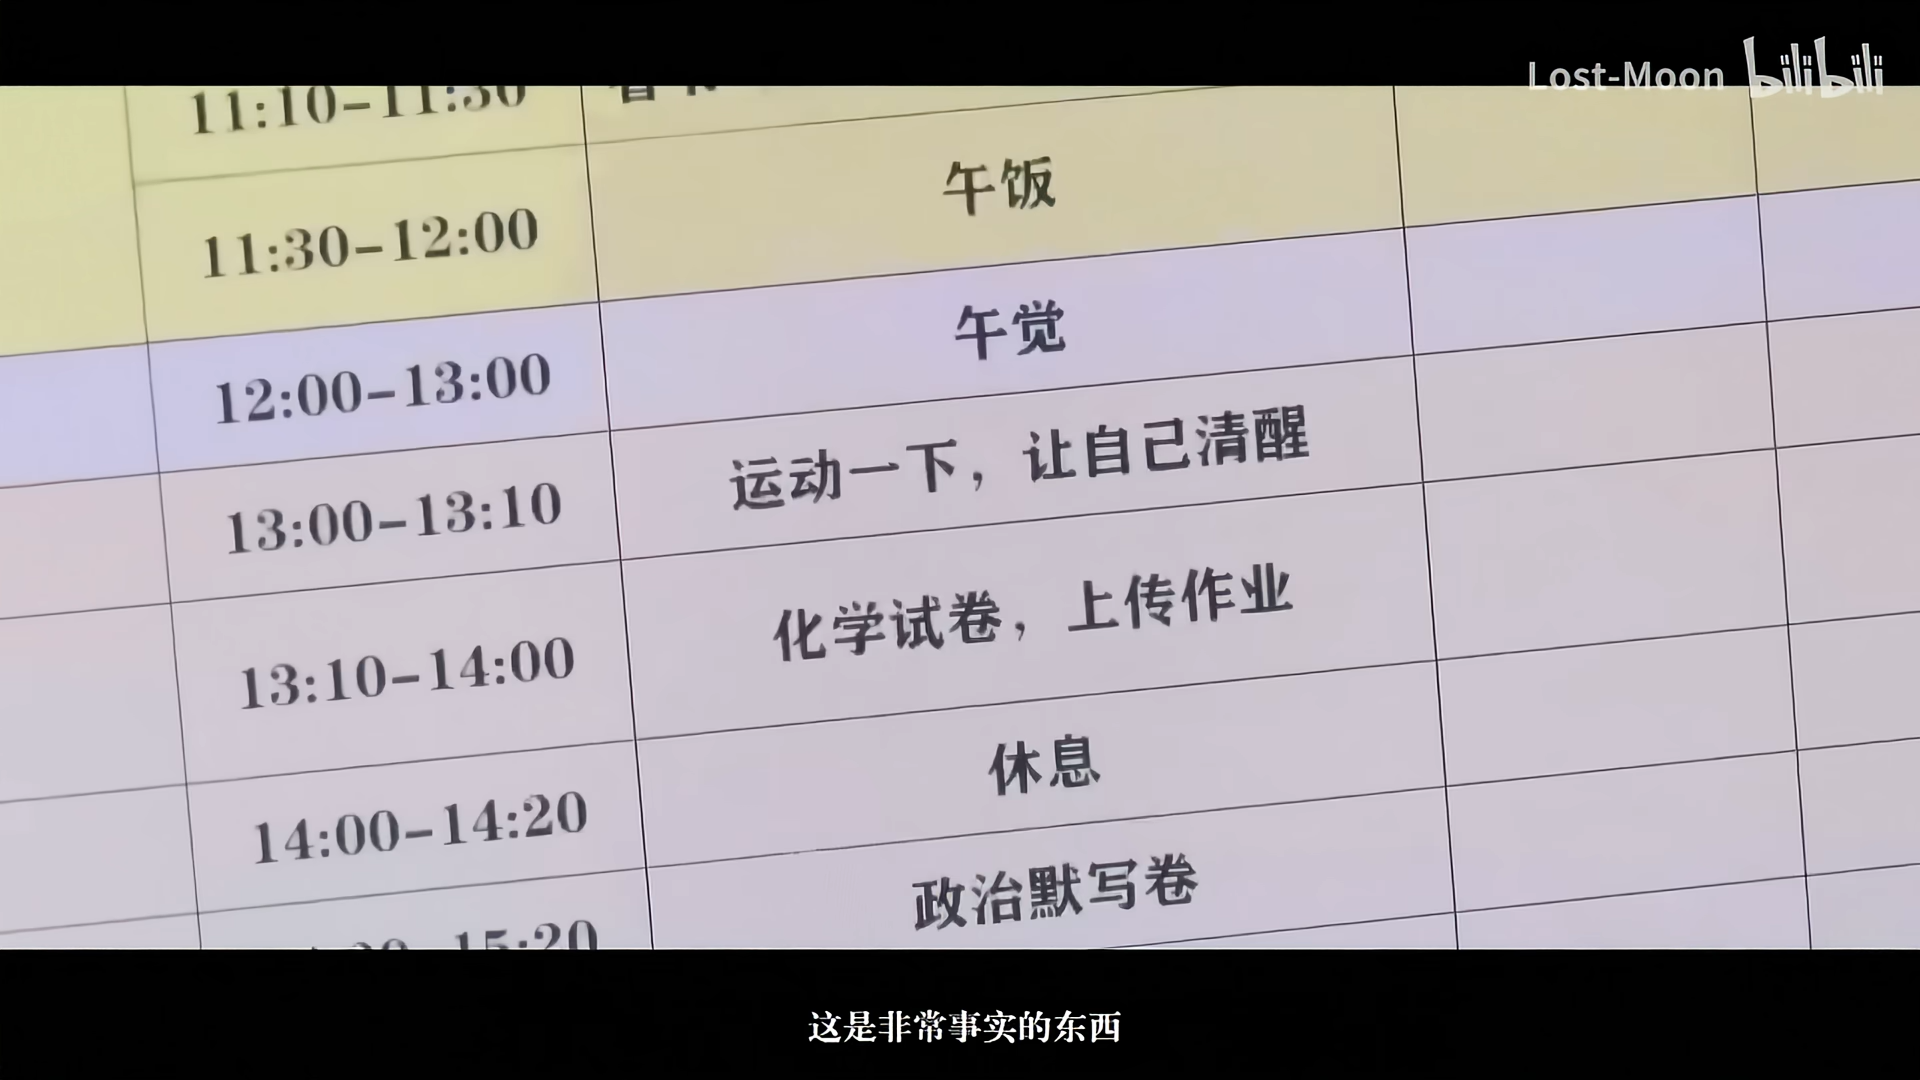 Lost-Moon bilibili
11:10-11:30
11:30-12:00 午饭
12:00-13:00 午觉
13:00-13:10 运动一下，让自己清醒
13:10-14:00 化学试卷，上传作业
14:00-14:20 休息
15:20 政治默写卷
这是非常事实的东西